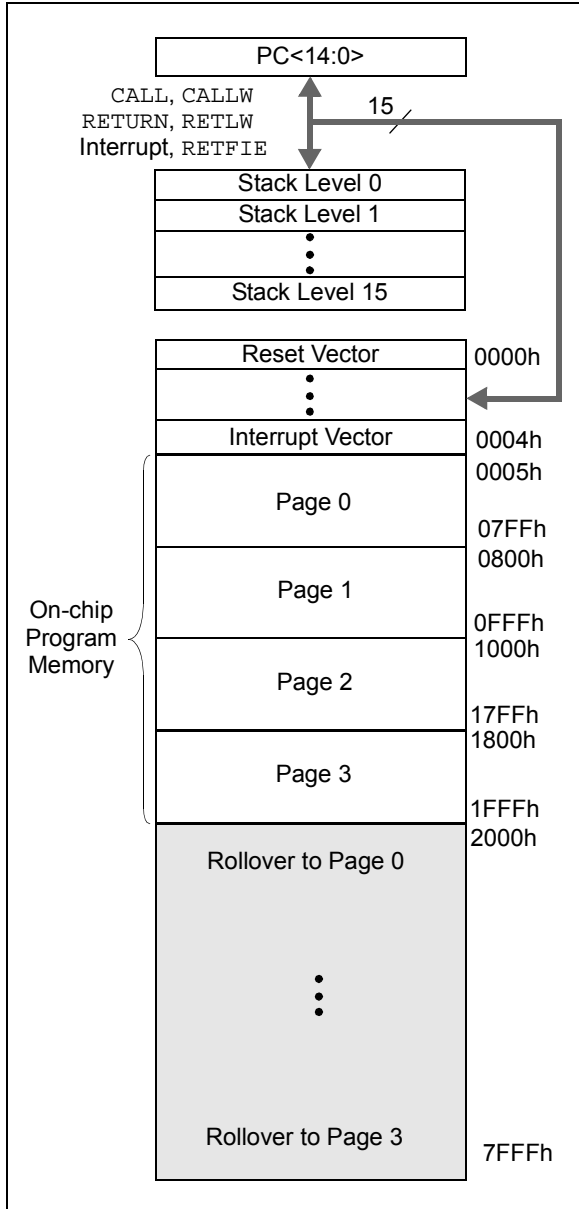 PC<14:0>
CALL, CALLW
RETURN, RETLW
Interrupt, RETFIE
15
Stack Level 0
Stack Level 1
Stack Level 15
Reset Vector
0000h
Interrupt Vector
0004h
0005h
Page 0
07FFh
0800h
Page 1
On-chip
Program
Memory
0FFFh
1000h
Page 2
17FFh
1800h
Page 3
1FFFh
2000h
Rollover to Page 0
Rollover to Page 3
7FFFh